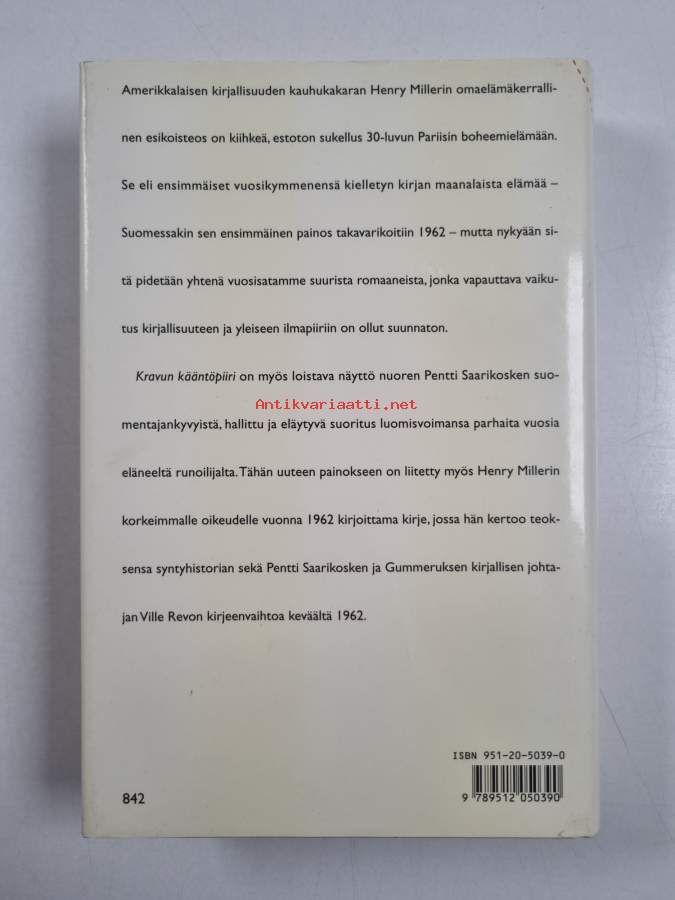 Amerikkalaisen kirjallisuuden kauhukakaran Henry Millerin omaelämäkerralli-
nen esikoisteos on kiihkeä, estoton sukellus 30-luvun Pariisin boheemielämään.
Se eli ensimmäiset vuosikymmenensä kielletyn kirjan maanalaista elämää –
Suomessakin sen ensimmäinen painos takavarikoitiin 1962 – mutta nykyään si-
tä pidetään yhtenä vuosisatamme suurista romaaneista, jonka vapauttava vaiku-
tus kirjallisuuteen ja yleiseen ilmapiiriin on ollut suunnaton.
Kravun kääntöpiiri on myös loistava näyttö nuoren Pentti Saarikosken suo-
Antikvariaatti.net
mentajankyvyistä, hallittu ja eläytyvä suoritus luomisvoimansa parhaita vuosia
eläneeltä runoilijalta. Tähän uuteen painokseen on liitetty myös Henry Millerin
korkeimmalle oikeudelle vuonna 1962 kirjoittama kirje, jossa hän kertoo teok-
sensa syntyhistorian sekä Pentti Saarikosken ja Gummeruksen kirjallisen johta-
jan Ville Revon kirjeenvaihtoa keväältä 1962.
ISBN 951-20-5039-0
9 789512 050390
842